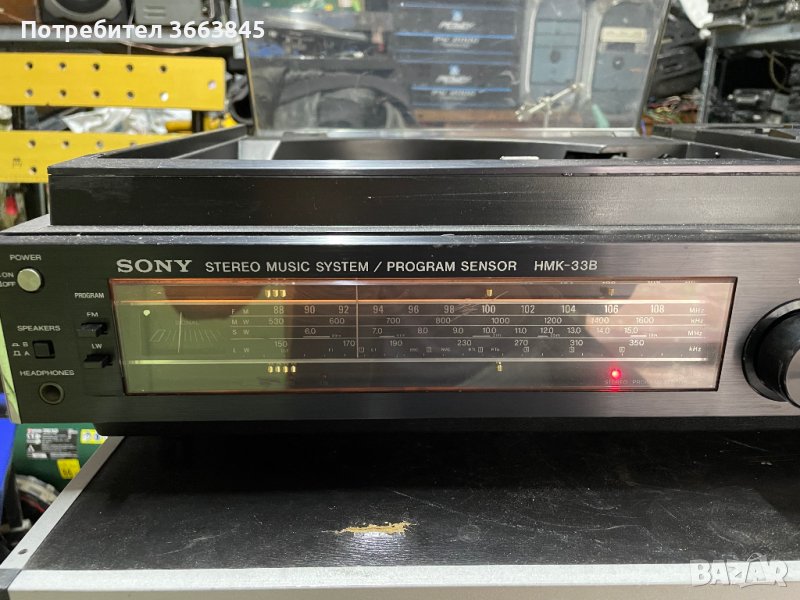 Потребител 3663845
POWER
ON
OFF
SONY STEREO MUSIC SYSTEM / PROGRAM SENSOR HMK-33B
PROGRAM
FM
LW
SPEAKERS
B
A
HEADPHONES
SIGNAL
FM 88 90 92 94 96 98 100 102 104 106 108 MHz
MW 530 600 700 800 1000 1200 1400 1600 kHz
SW 6.0 7.0 8.0 9.0 10.0 11.0 12.0 13.0 14.0 15.0 MHz
LW 150 170 190 230 270 310 350 kHz
STEREO
BAZAR